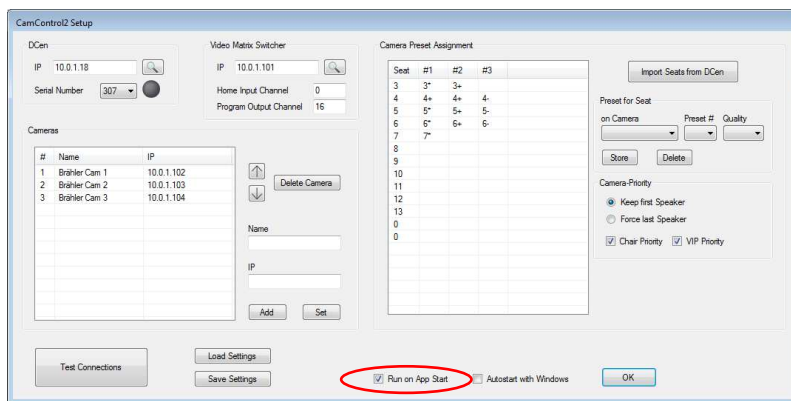 CamControl2 Setup
DCen
IP 10.0.1.18
Serial Number 307
Video Matrix Switcher
IP 10.0.1.101
Home Input Channel 0
Program Output Channel 16
Cameras
# Name IP
1 Brähler Cam 1 10.0.1.102
2 Brähler Cam 2 10.0.1.103
3 Brähler Cam 3 10.0.1.104
Delete Camera
Name
IP
Add Set
Camera Preset Assignment
Seat #1 #2 #3
3 3* 3+
4 4+ 4+ 4-
5 5* 5+ 5-
6 6* 6+ 6-
7 7*
8
9
10
11
12
13
0
0
Import Seats from DCen
Preset for Seat
on Camera Preset # Quality
Store Delete
Camera-Priority
Keep first Speaker
Force last Speaker
Chair Priority VIP Priority
Test Connections
Load Settings
Save Settings
Run on App Start
Autostart with Windows
OK